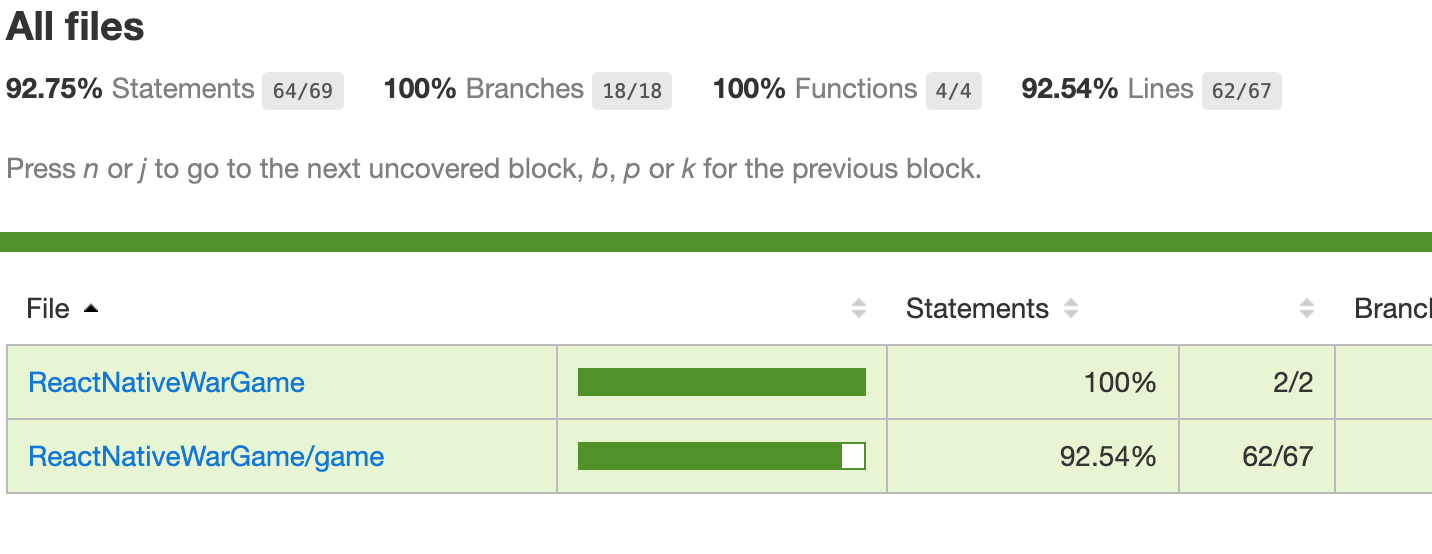 All files
92.75% Statements 64/69 100% Branches 18/18 100% Functions 4/4 92.54% Lines 62/67
Press n or j to go to the next uncovered block, b, p or k for the previous block.
File Statements Branc
ReactNativeWarGame 100% 2/2
ReactNativeWarGame/game 92.54% 62/67